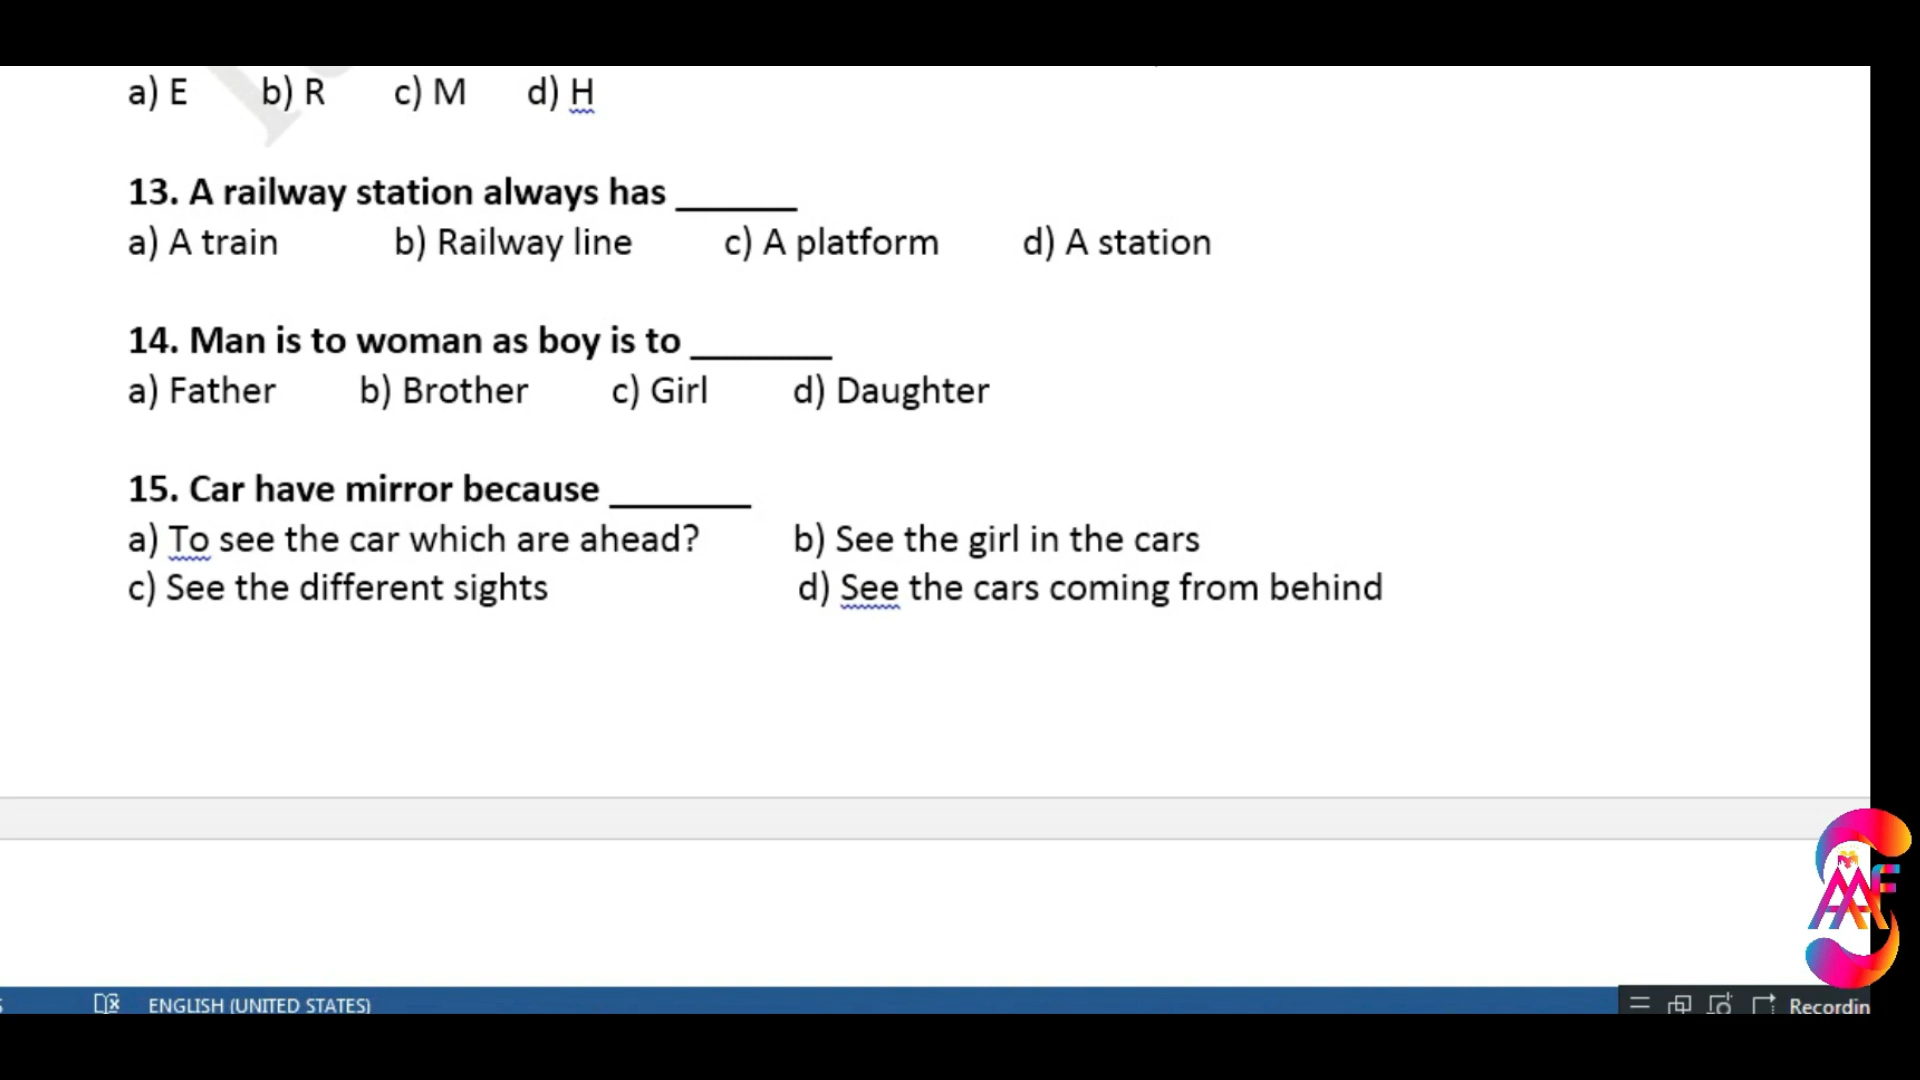 a) E b) R c) M d) H
13. A railway station always has ______
a) A train b) Railway line c) A platform d) A station
14. Man is to woman as boy is to _______
a) Father b) Brother c) Girl d) Daughter
15. Car have mirror because _______
a) To see the car which are ahead? b) See the girl in the cars
c) See the different sights d) See the cars coming from behind
ENGLISH (UNITED STATES)
Recordin